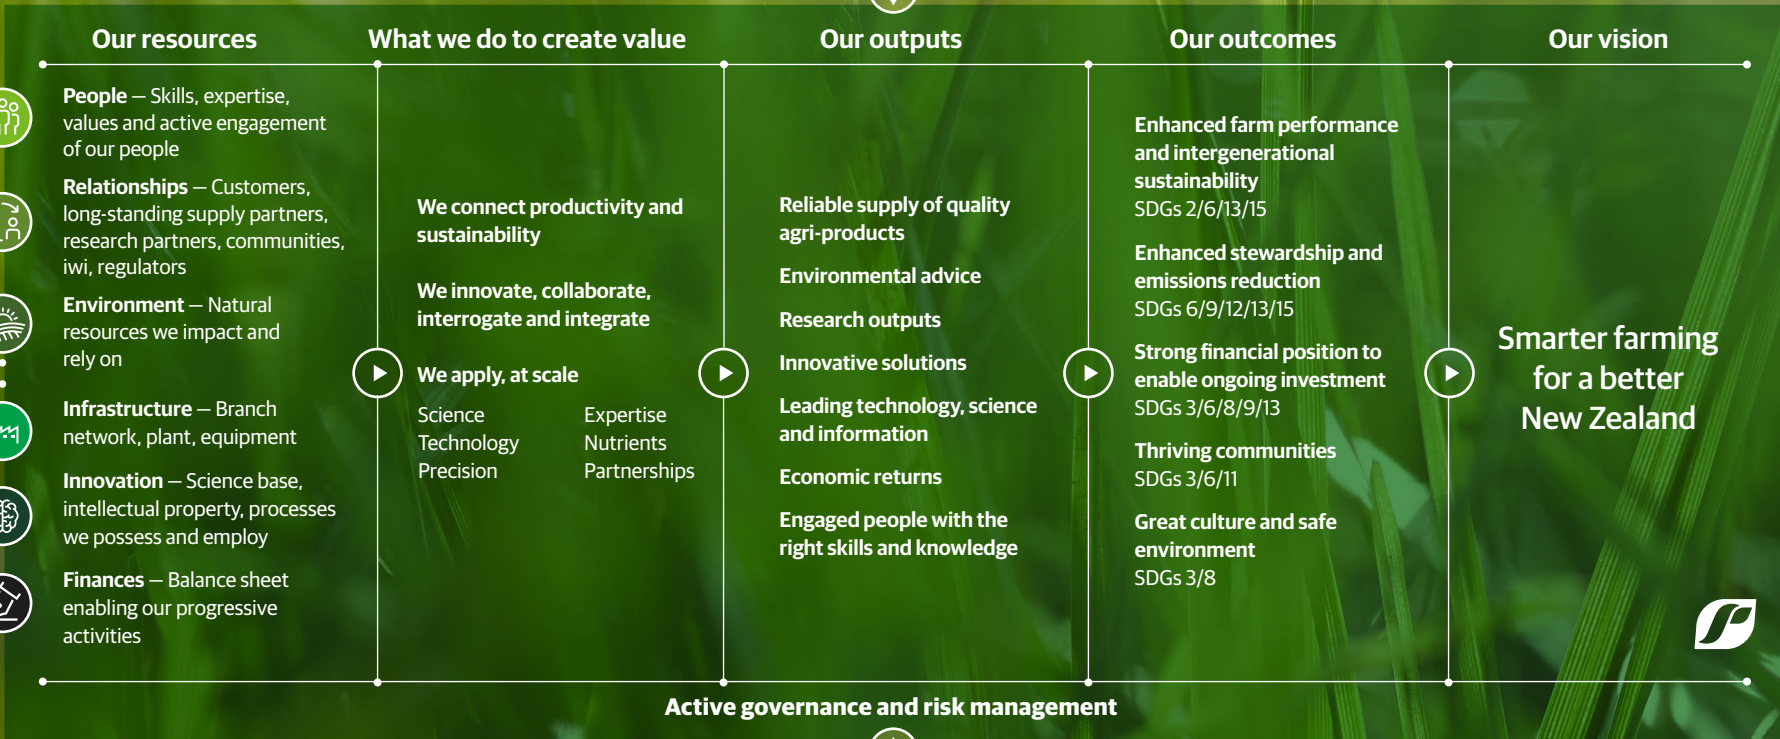 Our resources
People — Skills, expertise,
values and active engagement
of our people
Relationships — Customers,
long-standing supply partners,
research partners, communities,
iwi, regulators
Environment — Natural
resources we impact and
rely on
Infrastructure — Branch
network, plant, equipment
Innovation — Science base,
intellectual property, processes
we possess and employ
Finances — Balance sheet
enabling our progressive
activities
What we do to create value
We connect productivity and
sustainability
We innovate, collaborate,
interrogate and integrate
We apply, at scale
Science
Technology
Precision
Expertise
Nutrients
Partnerships
Our outputs
Reliable supply of quality
agri-products
Environmental advice
Research outputs
Innovative solutions
Leading technology, science
and information
Economic returns
Engaged people with the
right skills and knowledge
Our outcomes
Enhanced farm performance
and intergenerational
sustainability
SDGs 2/6/13/15
Enhanced stewardship and
emissions reduction
SDGs 6/9/12/13/15
Strong financial position to
enable ongoing investment
SDGs 3/6/8/9/13
Thriving communities
SDGs 3/6/11
Great culture and safe
environment
SDGs 3/8
Our vision
Smarter farming
for a better
New Zealand
Active governance and risk management